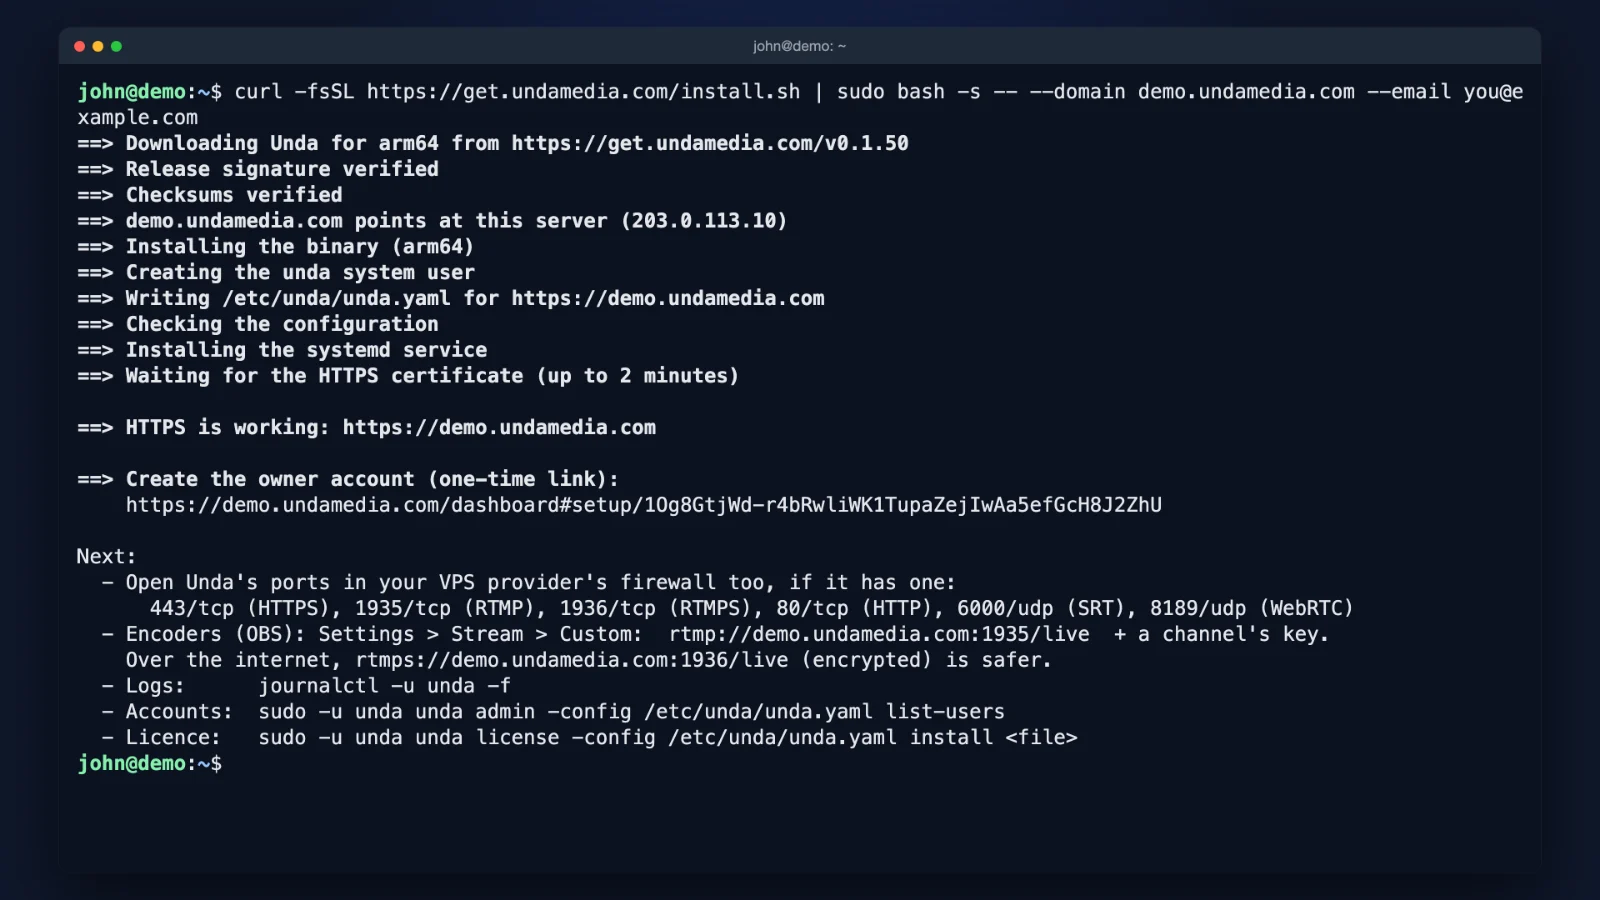 john@demo: ~
john@demo:~$ curl -fsSL https://get.undamedia.com/install.sh | sudo bash -s -- --domain demo.undamedia.com --email you@e
xample.com
==> Downloading Unda for arm64 from https://get.undamedia.com/v0.1.50
==> Release signature verified
==> Checksums verified
==> demo.undamedia.com points at this server (203.0.113.10)
==> Installing the binary (arm64)
==> Creating the unda system user
==> Writing /etc/unda/unda.yaml for https://demo.undamedia.com
==> Checking the configuration
==> Installing the systemd service
==> Waiting for the HTTPS certificate (up to 2 minutes)
==> HTTPS is working: https://demo.undamedia.com
==> Create the owner account (one-time link):
https://demo.undamedia.com/dashboard#setup/1Og8GtjWd-r4bRwliWK1TupaZejIwAa5efGcH8J2ZhU
Next:
- Open Unda's ports in your VPS provider's firewall too, if it has one:
443/tcp (HTTPS), 1935/tcp (RTMP), 1936/tcp (RTMPS), 80/tcp (HTTP), 6000/udp (SRT), 8189/udp (WebRTC)
- Encoders (OBS): Settings > Stream > Custom:  rtmp://demo.undamedia.com:1935/live  + a channel's key.
Over the internet, rtmps://demo.undamedia.com:1936/live (encrypted) is safer.
- Logs:      journalctl -u unda -f
- Accounts:  sudo -u unda unda admin -config /etc/unda/unda.yaml list-users
- Licence:   sudo -u unda unda license -config /etc/unda/unda.yaml install <file>
john@demo:~$